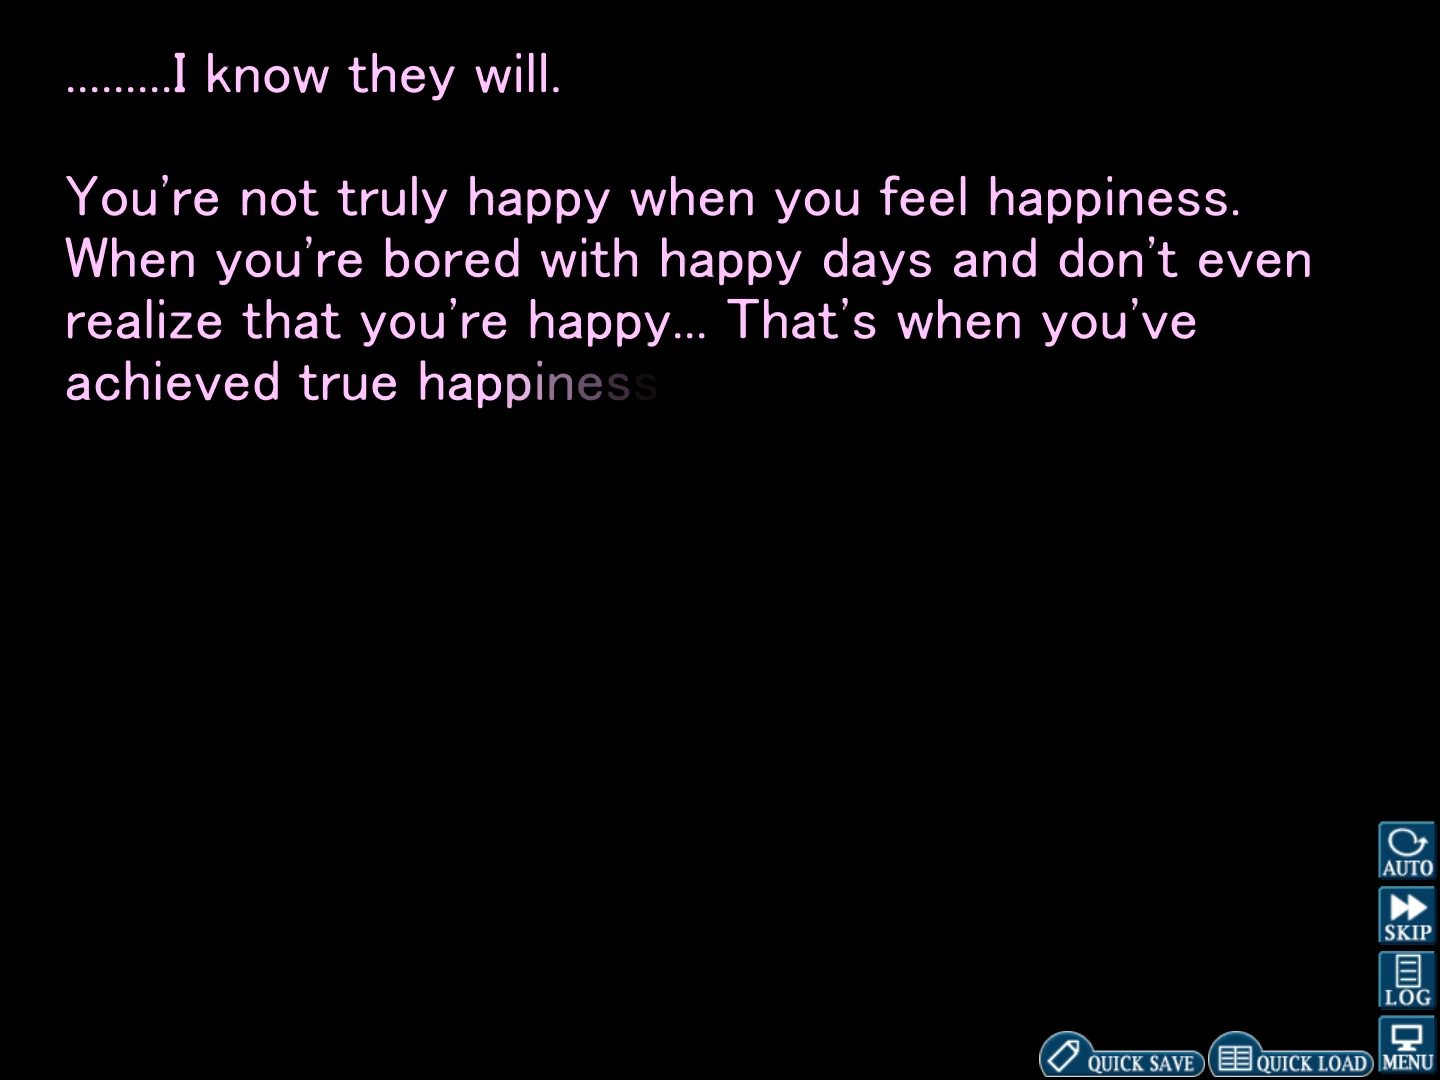 .........I know they will.
You're not truly happy when you feel happiness.
When you're bored with happy days and don't even
realize that you're happy... That's when you've
achieved true happiness
AUTO
SKIP
LOG
QUICK SAVE
QUICK LOAD
MENU